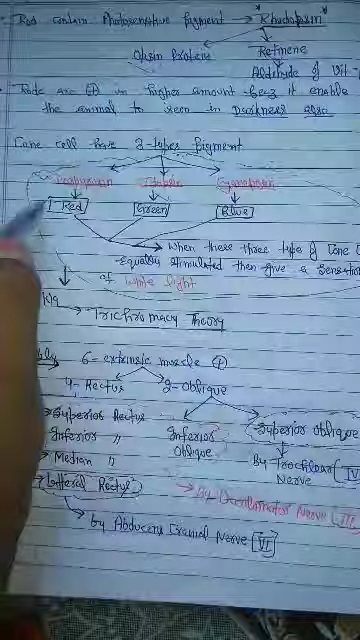 Rod contain Photosensitive Pigment → *Rhodopsin*
Opsin Protein
Retinene
Aldehyde of Vit-
Rods are ⊕ in higher amount becz it enable
the animal to seen in Darkness also
Cone cell have 3 types Pigment
Iodopsin Cyanopsin
Red Green Blue
→ When these three type of Cone C
Equally stimulated then give a sensation
of white light
K/a
→ Trichromacy Theory
6-extrinsic muscle ⊕
4-Rectus 2-Oblique
Superior Rectus
Inferior "
Median "
Lateral Rectus
Inferior
Oblique
Superior Oblique
By Trochlear [IV
Nerve
→ by Occulomotor Nerve (III)
→ by Abducens Cranial Nerve [VI]